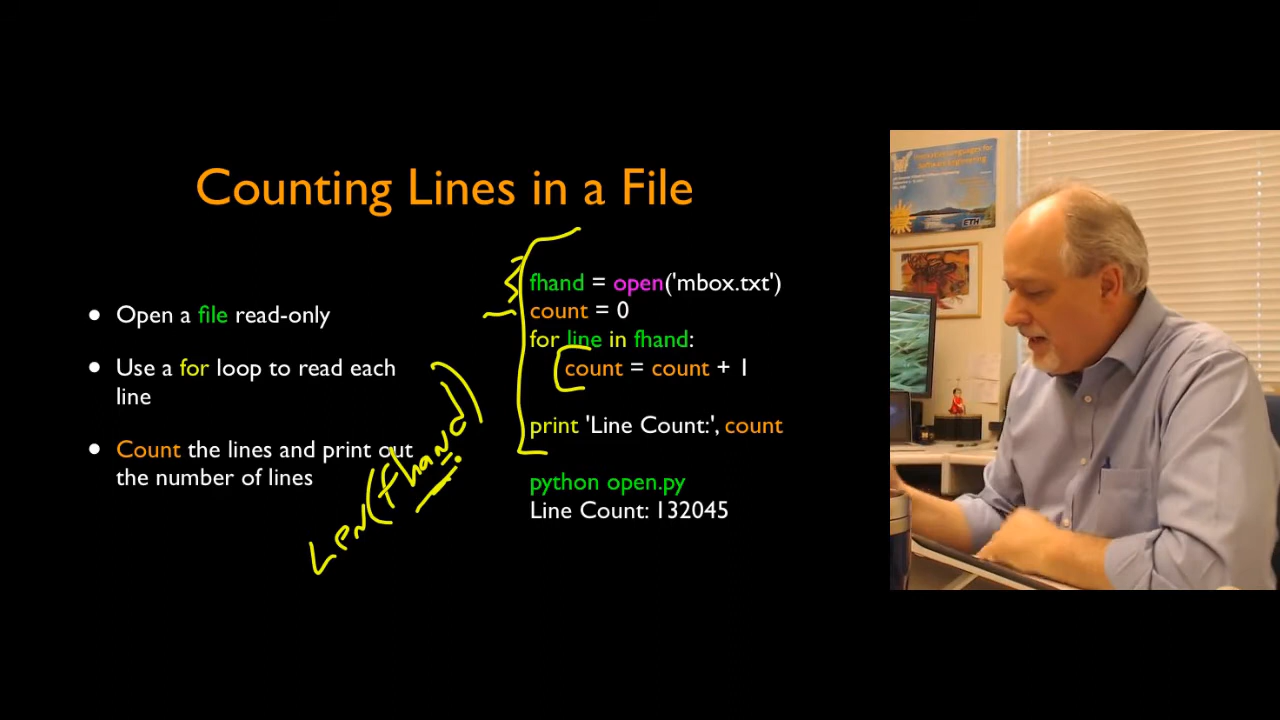 Counting Lines in a File
Open a file read-only
Use a for loop to read each
line
Count the lines and print out
the number of lines
len(fhand)
fhand = open('mbox.txt')
count = 0
for line in fhand:
count = count + 1
print 'Line Count:', count
python open.py
Line Count: 132045
ETH